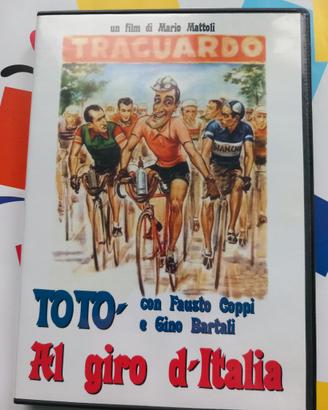 un film di Mario Mattoli
TRAGUARDO
BIANCHI
TOTO' con Fausto Coppi
e Gino Bartali
Al giro d'Italia